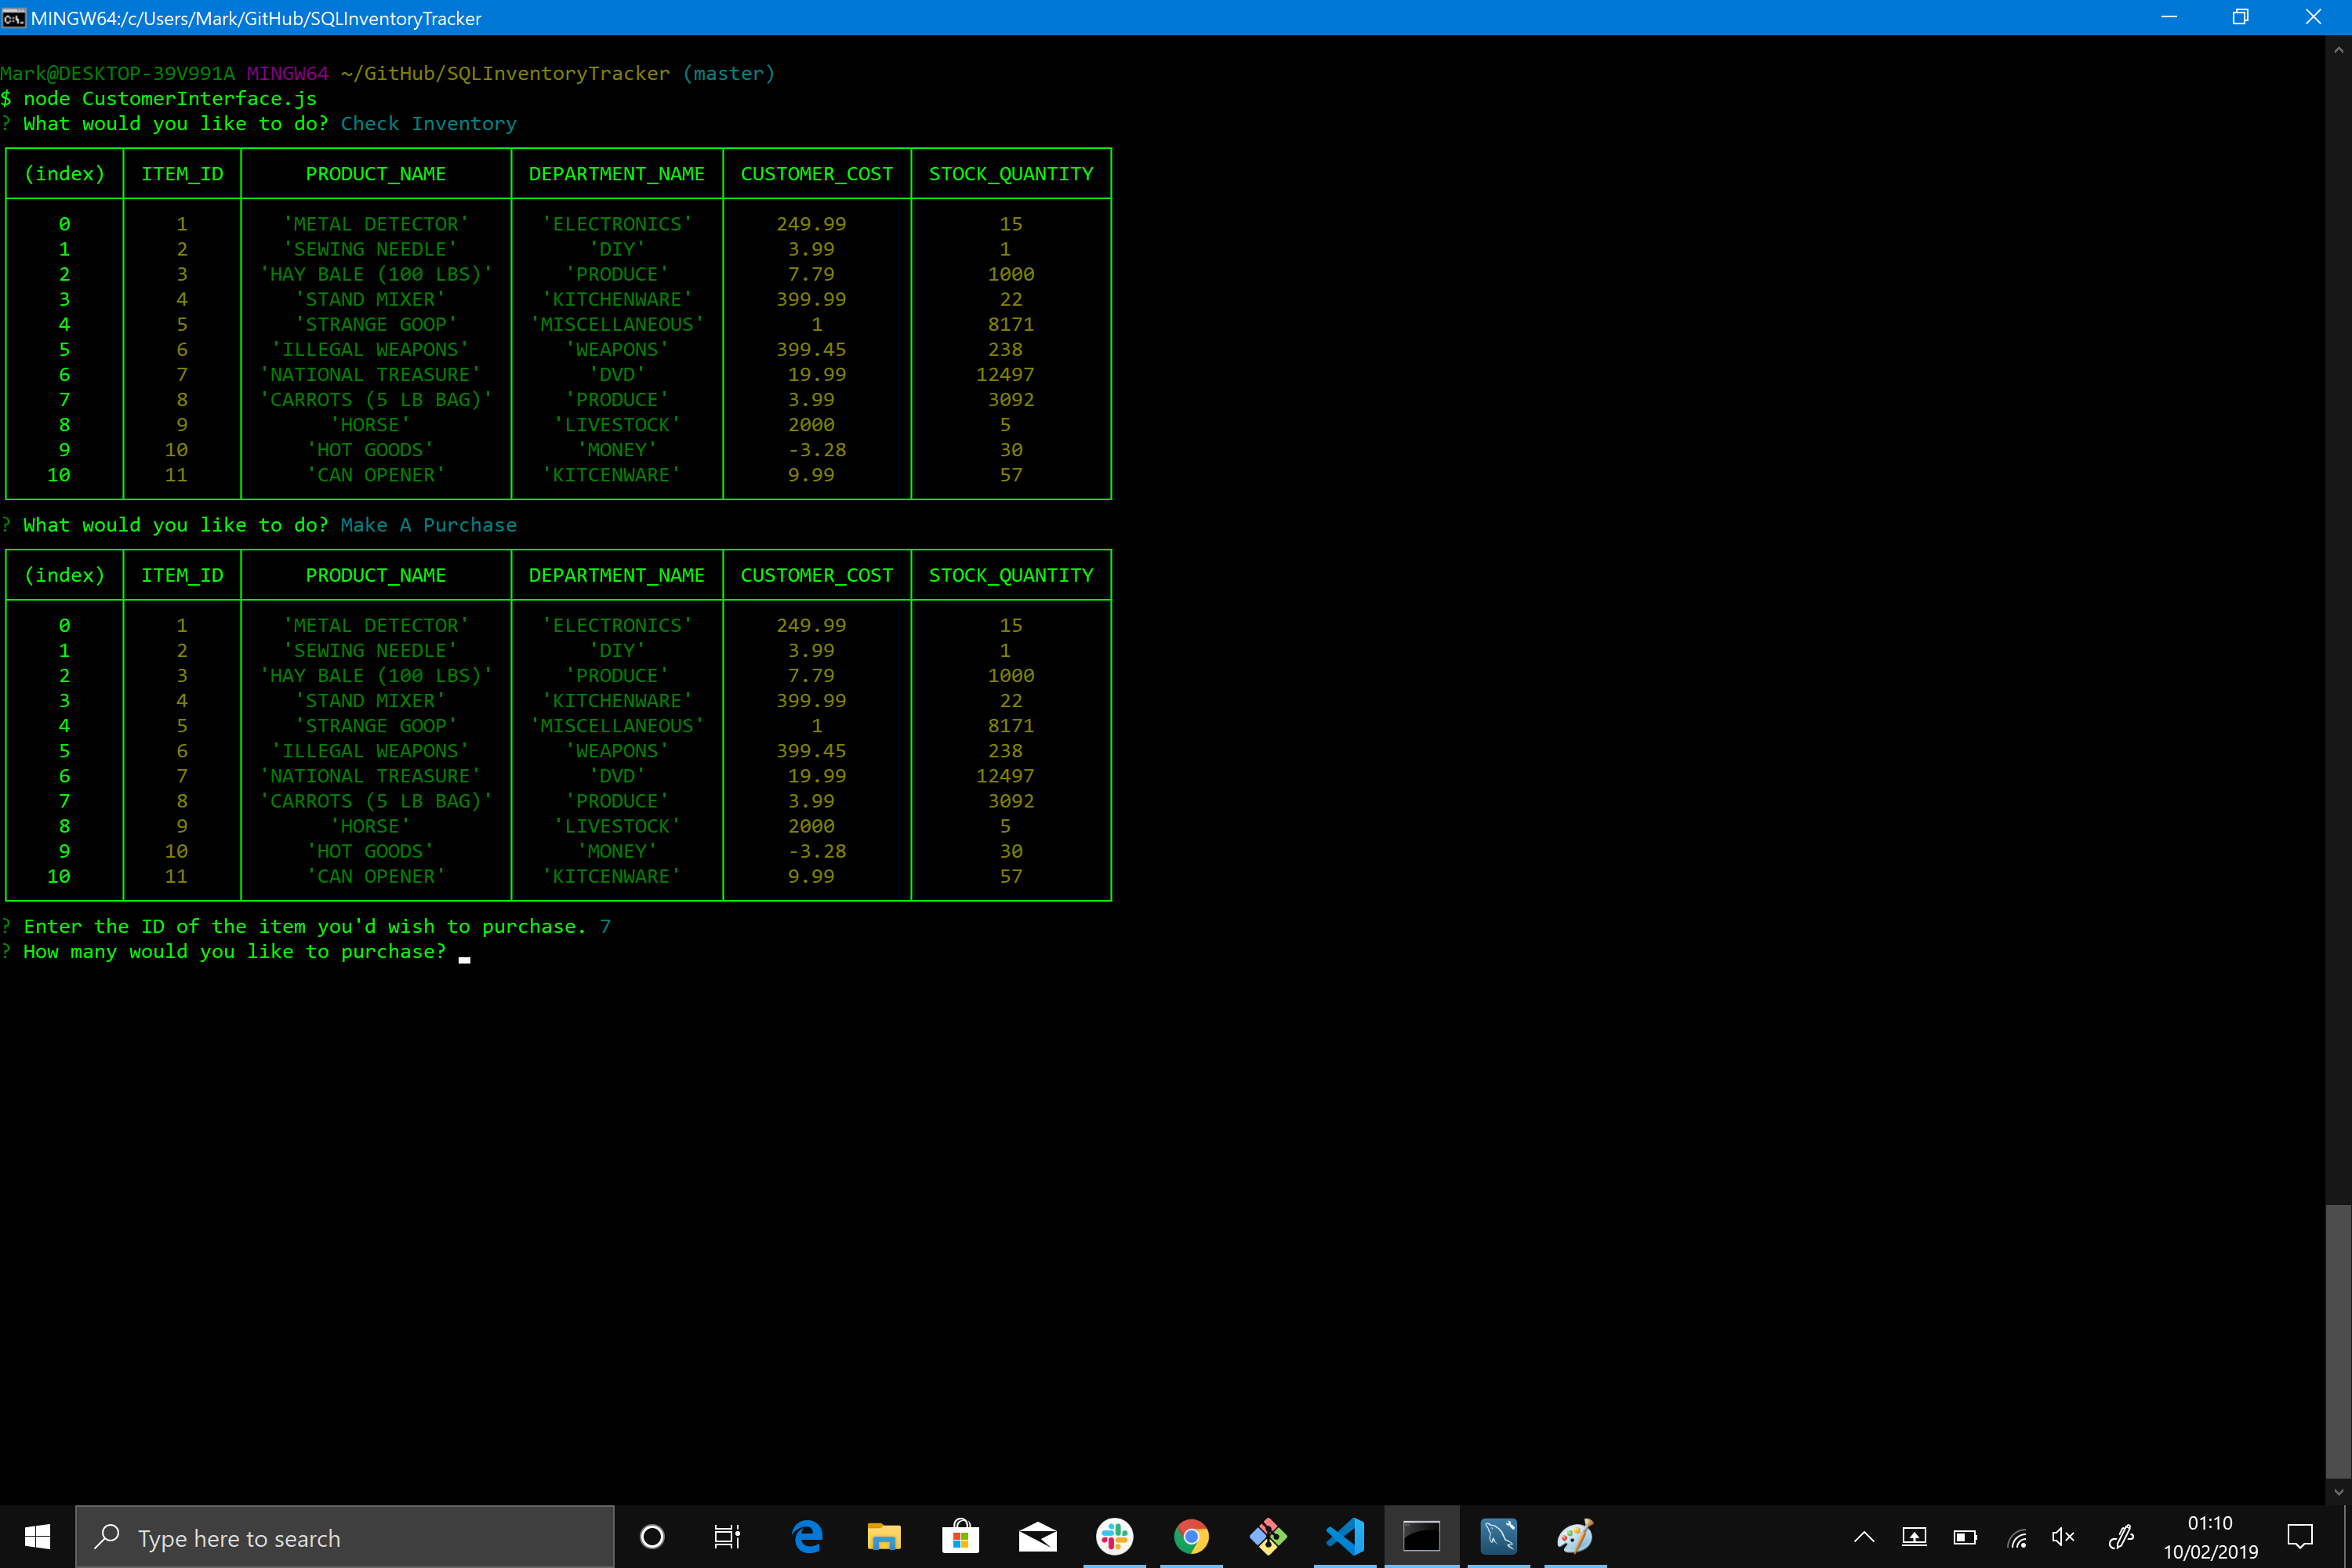 MINGW64:/c/Users/Mark/GitHub/SQLInventoryTracker
Mark@DESKTOP-39V991A MINGW64 ~/GitHub/SQLInventoryTracker (master)
$ node CustomerInterface.js
? What would you like to do? Check Inventory
(index) ITEM_ID PRODUCT_NAME DEPARTMENT_NAME CUSTOMER_COST STOCK_QUANTITY
0 1 'METAL DETECTOR' 'ELECTRONICS' 249.99 15
1 2 'SEWING NEEDLE' 'DIY' 3.99 1
2 3 'HAY BALE (100 LBS)' 'PRODUCE' 7.79 1000
3 4 'STAND MIXER' 'KITCHENWARE' 399.99 22
4 5 'STRANGE GOOP' 'MISCELLANEOUS' 1 8171
5 6 'ILLEGAL WEAPONS' 'WEAPONS' 399.45 238
6 7 'NATIONAL TREASURE' 'DVD' 19.99 12497
7 8 'CARROTS (5 LB BAG)' 'PRODUCE' 3.99 3092
8 9 'HORSE' 'LIVESTOCK' 2000 5
9 10 'HOT GOODS' 'MONEY' -3.28 30
10 11 'CAN OPENER' 'KITCENWARE' 9.99 57
? What would you like to do? Make A Purchase
(index) ITEM_ID PRODUCT_NAME DEPARTMENT_NAME CUSTOMER_COST STOCK_QUANTITY
0 1 'METAL DETECTOR' 'ELECTRONICS' 249.99 15
1 2 'SEWING NEEDLE' 'DIY' 3.99 1
2 3 'HAY BALE (100 LBS)' 'PRODUCE' 7.79 1000
3 4 'STAND MIXER' 'KITCHENWARE' 399.99 22
4 5 'STRANGE GOOP' 'MISCELLANEOUS' 1 8171
5 6 'ILLEGAL WEAPONS' 'WEAPONS' 399.45 238
6 7 'NATIONAL TREASURE' 'DVD' 19.99 12497
7 8 'CARROTS (5 LB BAG)' 'PRODUCE' 3.99 3092
8 9 'HORSE' 'LIVESTOCK' 2000 5
9 10 'HOT GOODS' 'MONEY' -3.28 30
10 11 'CAN OPENER' 'KITCENWARE' 9.99 57
? Enter the ID of the item you'd wish to purchase. 7
? How many would you like to purchase?
Type here to search
01:10
10/02/2019